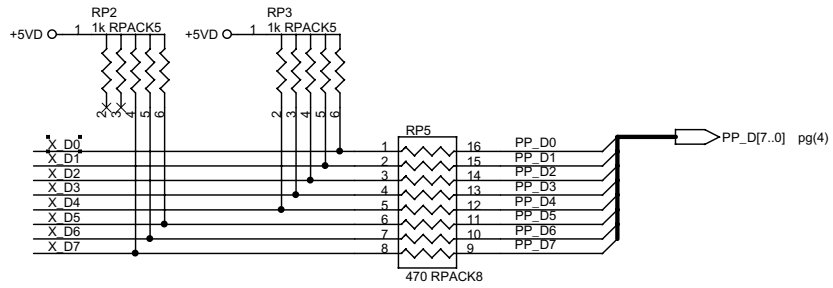 RP2
1k RPACK5
+5VD
1
2
3
4
5
6
RP3
1k RPACK5
+5VD
1
2
3
4
5
6
RP5
X_D0 1 16 PP_D0
X_D1 2 15 PP_D1
X_D2 3 14 PP_D2
X_D3 4 13 PP_D3
X_D4 5 12 PP_D4
X_D5 6 11 PP_D5
X_D6 7 10 PP_D6
X_D7 8 9 PP_D7
470 RPACK8
PP_D[7..0] pg(4)